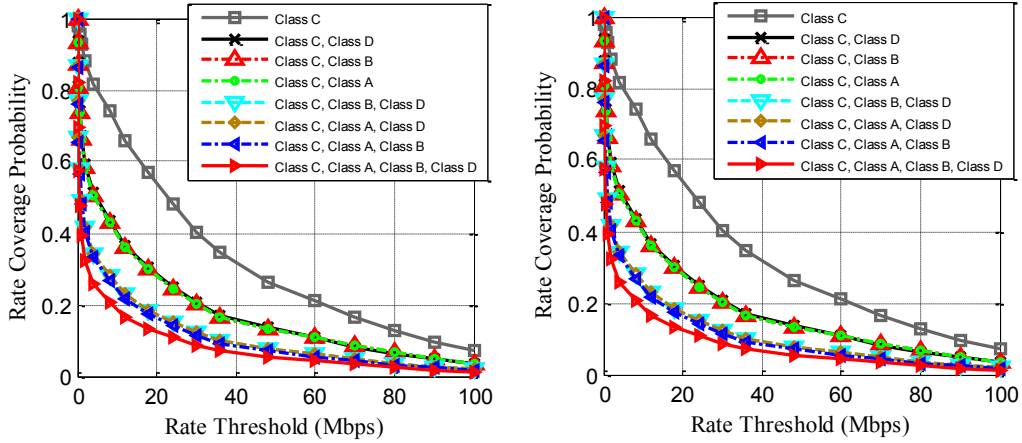 Rate Coverage Probability
1
0.8
0.6
0.4
0.2
0
Class C
Class C, Class D
Class C, Class B
Class C, Class A
Class C, Class B, Class D
Class C, Class A, Class D
Class C, Class A, Class B
Class C, Class A, Class B, Class D
0 20 40 60 80 100
Rate Threshold (Mbps)
Rate Coverage Probability
1
0.8
0.6
0.4
0.2
0
Class C
Class C, Class D
Class C, Class B
Class C, Class A
Class C, Class B, Class D
Class C, Class A, Class D
Class C, Class A, Class B
Class C, Class A, Class B, Class D
0 20 40 60 80 100
Rate Threshold (Mbps)